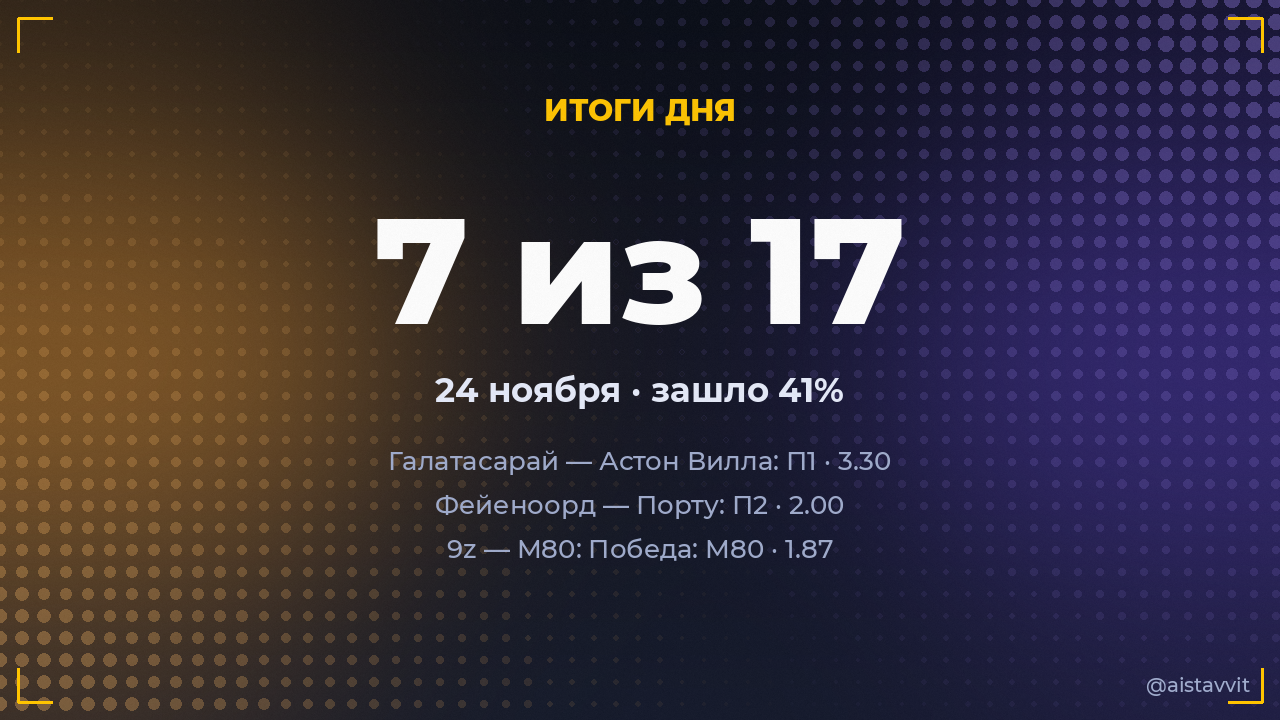 ИТОГИ ДНЯ
7 из 17
24 ноября · зашло 41%
Галатасарай — Астон Вилла: П1 · 3.30
Фейеноорд — Порту: П2 · 2.00
9z — M80: Победа: M80 · 1.87
@aistavvit